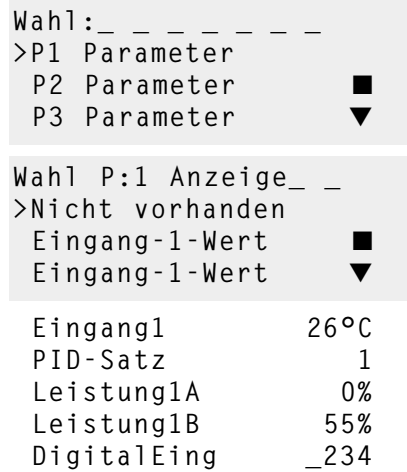 Wahl:_ _ _ _ _ _ _
>P1 Parameter
P2 Parameter ■
P3 Parameter ▼
Wahl P:1 Anzeige_ _
>Nicht vorhanden
Eingang-1-Wert ■
Eingang-1-Wert ▼
Eingang1 26°C
PID-Satz 1
Leistung1A 0%
Leistung1B 55%
DigitalEing _234